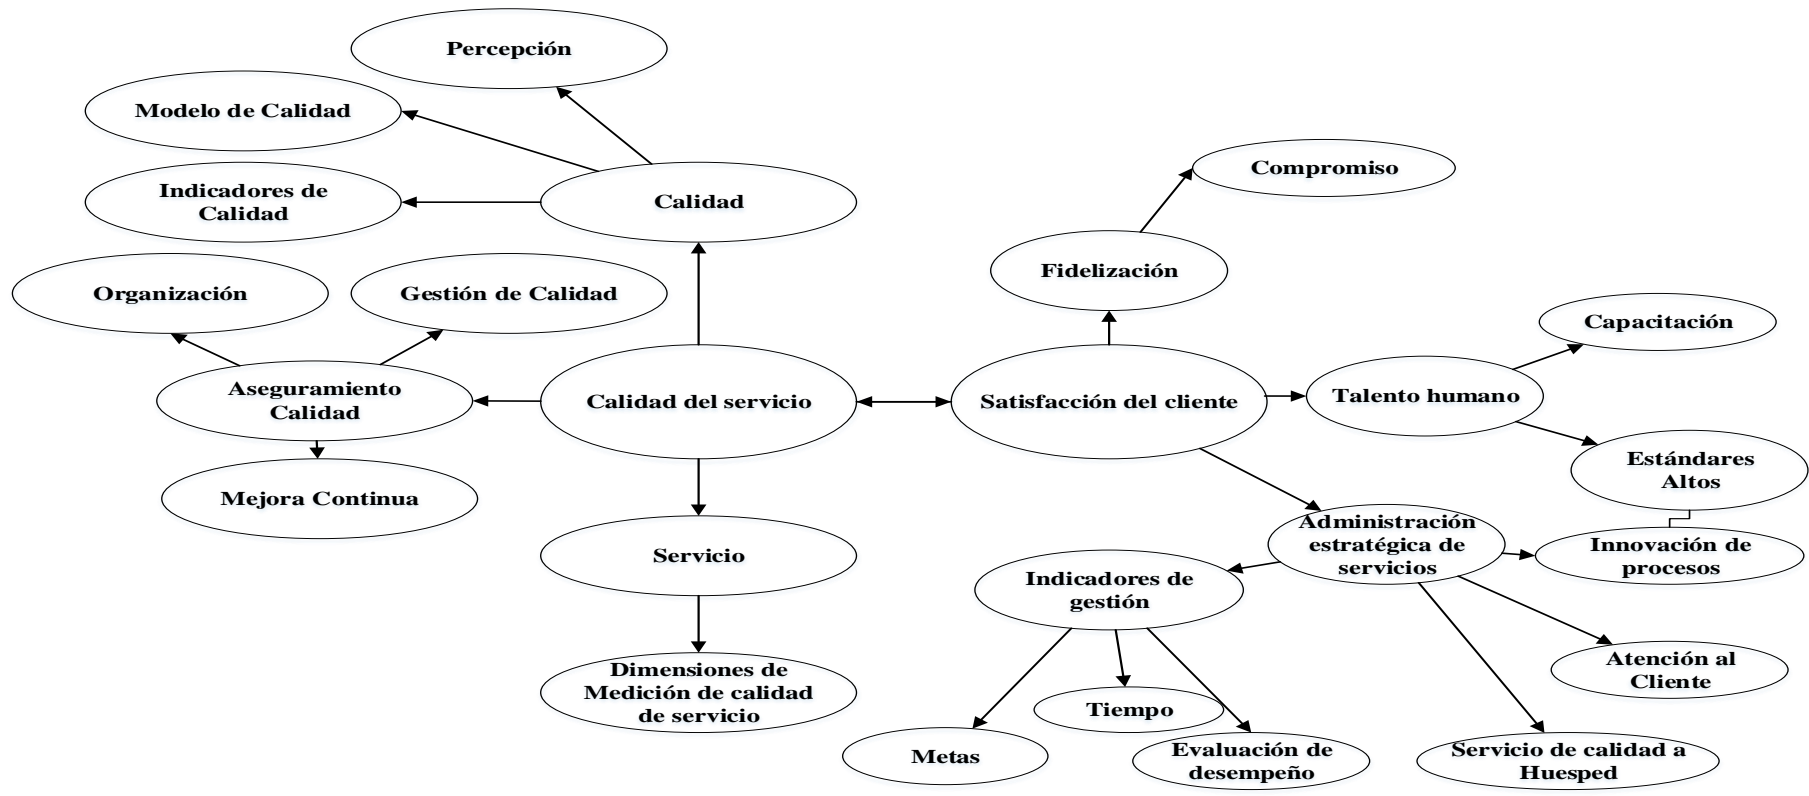 Percepción
Modelo de Calidad
Indicadores de
Calidad
Calidad
Organización
Gestión de Calidad
Aseguramiento
Calidad
Calidad del servicio
Mejora Continua
Servicio
Dimensiones de
Medición de calidad
de servicio
Compromiso
Fidelización
Satisfacción del cliente
Talento humano
Capacitación
Estándares
Altos
Administración
estratégica de
servicios
Innovación de
procesos
Indicadores de
gestión
Atención al
Cliente
Tiempo
Metas
Evaluación de
desempeño
Servicio de calidad a
Huesped